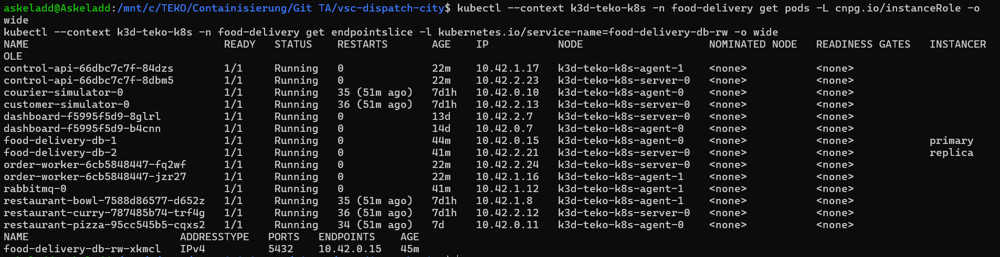 askeladd@Askeladd:/mnt/c/TEKO/Containisierung/Git TA/vsc-dispatch-city$ kubectl --context k3d-teko-k8s -n food-delivery get pods -L cnpg.io/instanceRole -o
wide
kubectl --context k3d-teko-k8s -n food-delivery get endpointslice -l kubernetes.io/service-name=food-delivery-db-rw -o wide
NAME READY STATUS RESTARTS AGE IP NODE NOMINATED NODE READINESS GATES INSTANCER
OLE
control-api-66dbc7c7f-84dzs 1/1 Running 0 22m 10.42.1.17 k3d-teko-k8s-agent-1 <none> <none>
control-api-66dbc7c7f-8dbm5 1/1 Running 0 22m 10.42.2.23 k3d-teko-k8s-server-0 <none> <none>
courier-simulator-0 1/1 Running 35 (51m ago) 7d1h 10.42.0.10 k3d-teko-k8s-agent-0 <none> <none>
customer-simulator-0 1/1 Running 36 (51m ago) 7d1h 10.42.2.13 k3d-teko-k8s-server-0 <none> <none>
dashboard-f5995f5d9-8glrl 1/1 Running 0 13d 10.42.2.7 k3d-teko-k8s-server-0 <none> <none>
dashboard-f5995f5d9-b4cnn 1/1 Running 0 14d 10.42.0.7 k3d-teko-k8s-agent-0 <none> <none>
food-delivery-db-1 1/1 Running 0 44m 10.42.0.15 k3d-teko-k8s-agent-0 <none> <none> primary
food-delivery-db-2 1/1 Running 0 41m 10.42.2.21 k3d-teko-k8s-server-0 <none> <none> replica
order-worker-6cb5848447-fq2wf 1/1 Running 0 22m 10.42.2.24 k3d-teko-k8s-server-0 <none> <none>
order-worker-6cb5848447-jzr27 1/1 Running 0 22m 10.42.1.16 k3d-teko-k8s-agent-1 <none> <none>
rabbitmq-0 1/1 Running 0 41m 10.42.1.12 k3d-teko-k8s-agent-1 <none> <none>
restaurant-bowl-7588d86577-d652z 1/1 Running 35 (51m ago) 7d1h 10.42.1.8 k3d-teko-k8s-agent-1 <none> <none>
restaurant-curry-787485b74-trf4g 1/1 Running 36 (51m ago) 7d1h 10.42.2.12 k3d-teko-k8s-server-0 <none> <none>
restaurant-pizza-95cc545b5-cqxs2 1/1 Running 34 (51m ago) 7d 10.42.0.11 k3d-teko-k8s-agent-0 <none> <none>
NAME ADDRESSTYPE PORTS ENDPOINTS AGE
food-delivery-db-rw-xkmcl IPv4 5432 10.42.0.15 45m